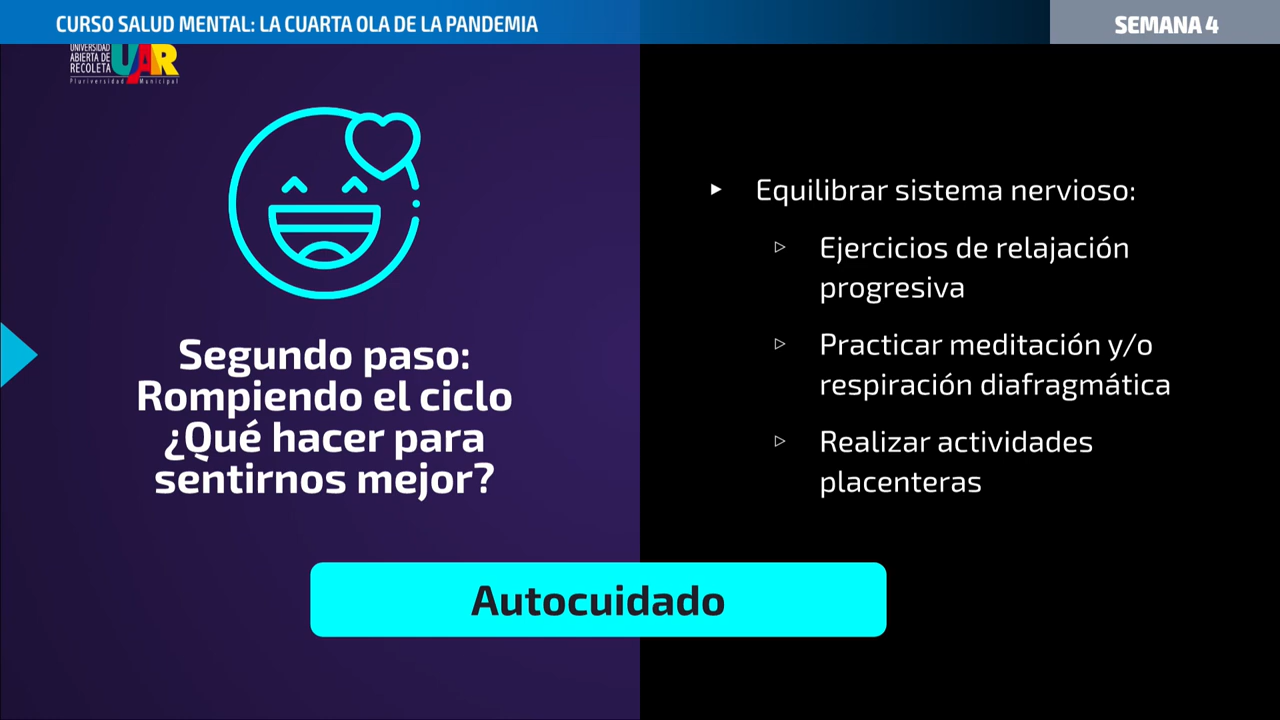 CURSO SALUD MENTAL: LA CUARTA OLA DE LA PANDEMIA
SEMANA 4
UNIVERSIDAD
ABIERTA DE
RECOLETA
UAR
Pluriversidad Municipal
Segundo paso:
Rompiendo el ciclo
¿Qué hacer para
sentirnos mejor?
Equilibrar sistema nervioso:
Ejercicios de relajación
progresiva
Practicar meditación y/o
respiración diafragmática
Realizar actividades
placenteras
Autocuidado